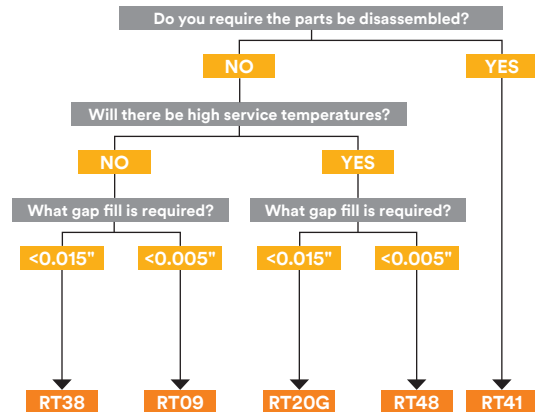 Do you require the parts be disassembled?
NO
YES
Will there be high service temperatures?
NO
YES
What gap fill is required?
What gap fill is required?
<0.015"
<0.005"
<0.015"
<0.005"
RT38
RT09
RT20G
RT48
RT41